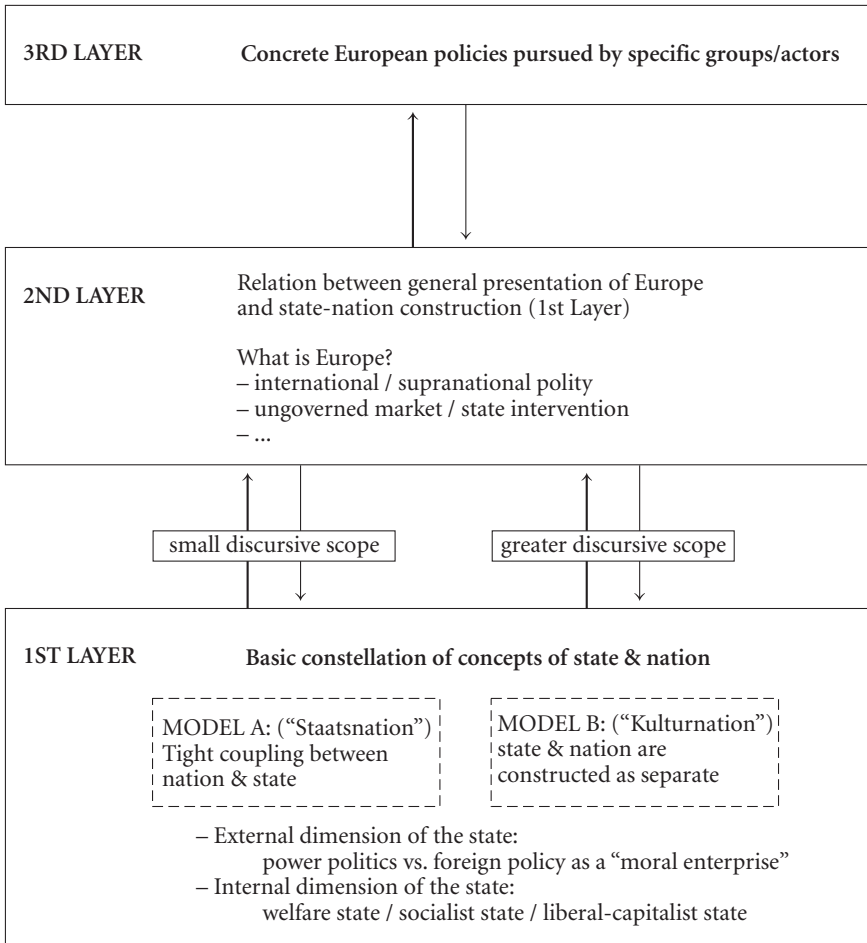 3RD LAYER Concrete European policies pursued by specific groups/actors
2ND LAYER
Relation between general presentation of Europe
and state-nation construction (1st Layer)
What is Europe?
– international / supranational polity
– ungoverned market / state intervention
– ...
small discursive scope
greater discursive scope
1ST LAYER Basic constellation of concepts of state & nation
MODEL A: (“Staatsnation”)
Tight coupling between
nation & state
MODEL B: (“Kulturnation”)
state & nation are
constructed as separate
– External dimension of the state:
power politics vs. foreign policy as a “moral enterprise”
– Internal dimension of the state:
welfare state / socialist state / liberal-capitalist state